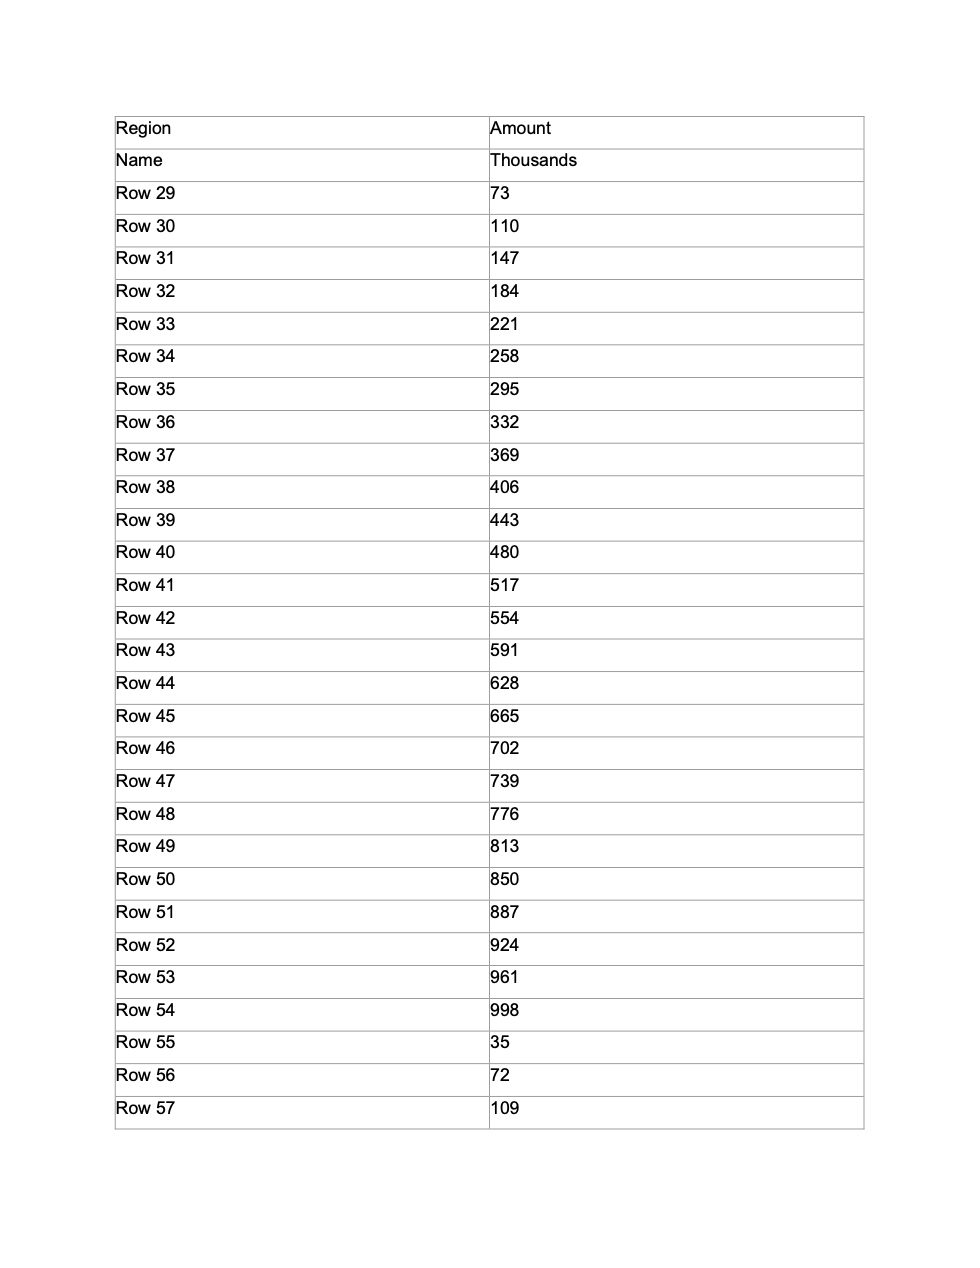 Region Amount
Name Thousands
Row 29 73
Row 30 110
Row 31 147
Row 32 184
Row 33 221
Row 34 258
Row 35 295
Row 36 332
Row 37 369
Row 38 406
Row 39 443
Row 40 480
Row 41 517
Row 42 554
Row 43 591
Row 44 628
Row 45 665
Row 46 702
Row 47 739
Row 48 776
Row 49 813
Row 50 850
Row 51 887
Row 52 924
Row 53 961
Row 54 998
Row 55 35
Row 56 72
Row 57 109